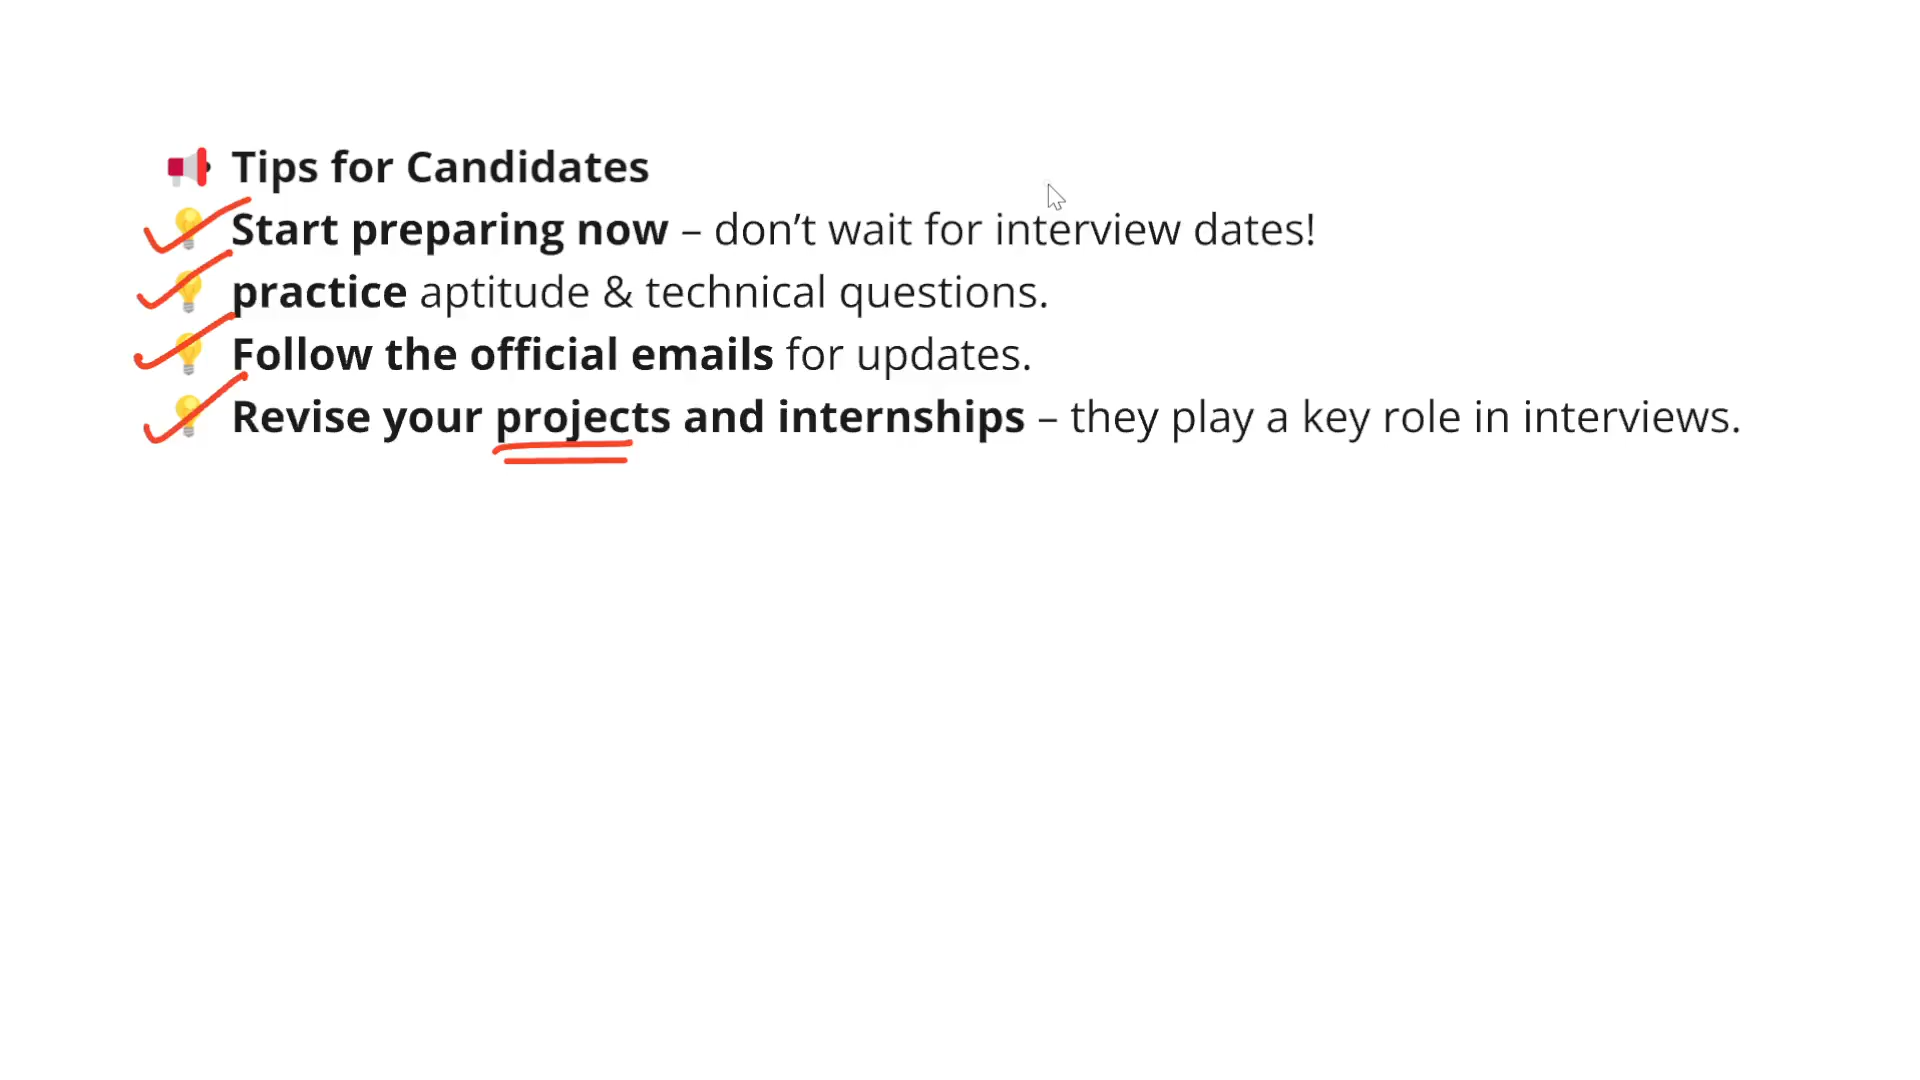 📢 Tips for Candidates
💡 Start preparing now – don’t wait for interview dates!
💡 practice aptitude & technical questions.
💡 Follow the official emails for updates.
💡 Revise your projects and internships – they play a key role in interviews.